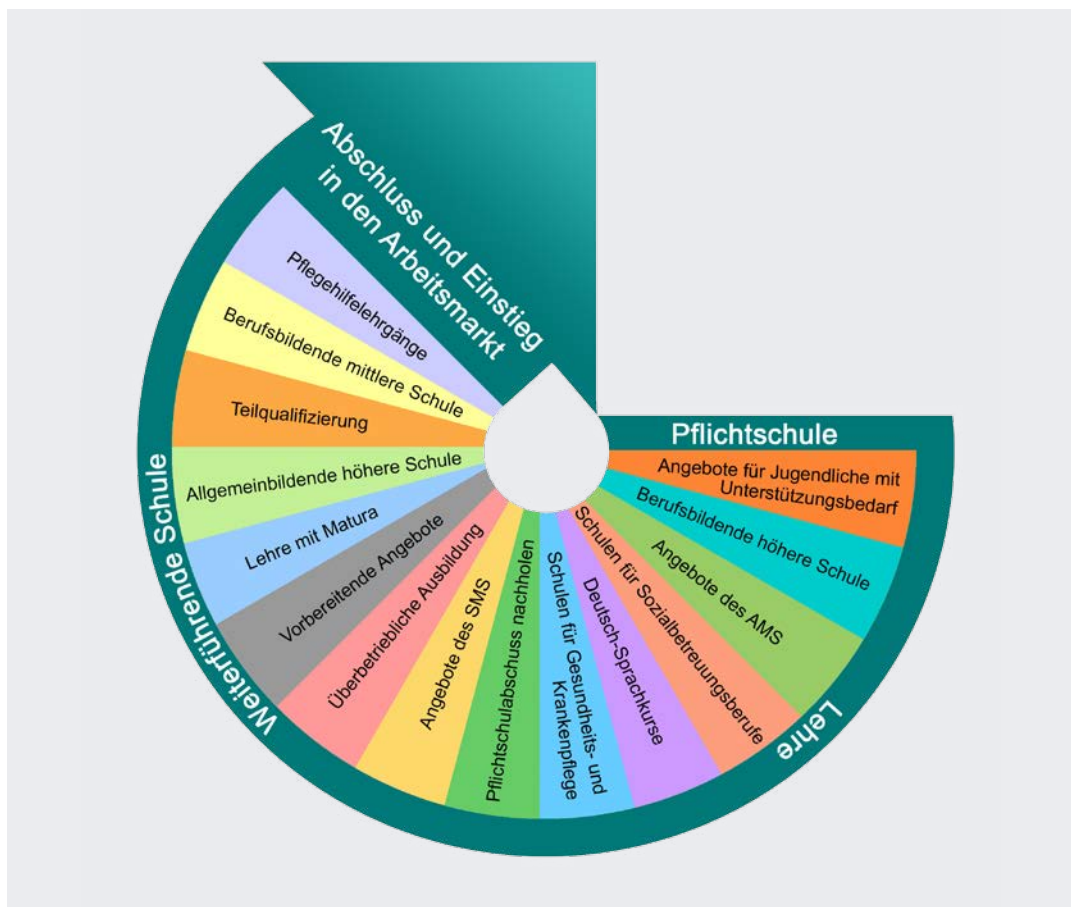 Abschluss und Einstieg
in den Arbeitsmarkt
Pflegehilfelehrgänge
Berufsbildende mittlere Schule
Teilqualifizierung
Allgemeinbildende höhere Schule
Lehre mit Matura
Vorbereitende Angebote
Überbetriebliche Ausbildung
Angebote des SMS
Pflichtschulabschuss nachholen
Schulen für Gesundheits- und
Krankenpflege
Deutsch-Sprachkurse
Schulen für Sozialbetreuungsberufe
Angebote des AMS
Berufsbildende höhere Schule
Angebote für Jugendliche mit
Unterstützungsbedarf
Pflichtschule
Lehre
Weiterführende Schule